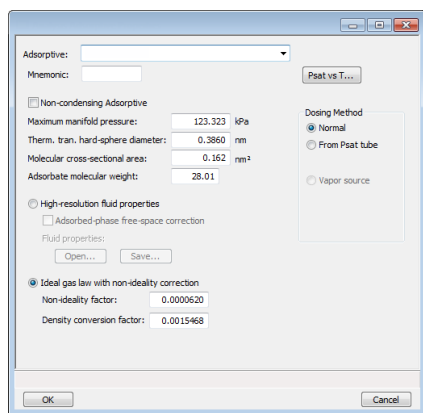 Adsorptive:
Mnemonic:
Psat vs T...
Non-condensing Adsorptive
Maximum manifold pressure: 123.323 kPa
Therm. tran. hard-sphere diameter: 0.3860 nm
Molecular cross-sectional area: 0.162 nm²
Adsorbate molecular weight: 28.01
Dosing Method
Normal
From Psat tube
Vapor source
High-resolution fluid properties
Adsorbed-phase free-space correction
Fluid properties:
Open... Save...
Ideal gas law with non-ideality correction
Non-ideality factor: 0.0000620
Density conversion factor: 0.0015468
OK Cancel